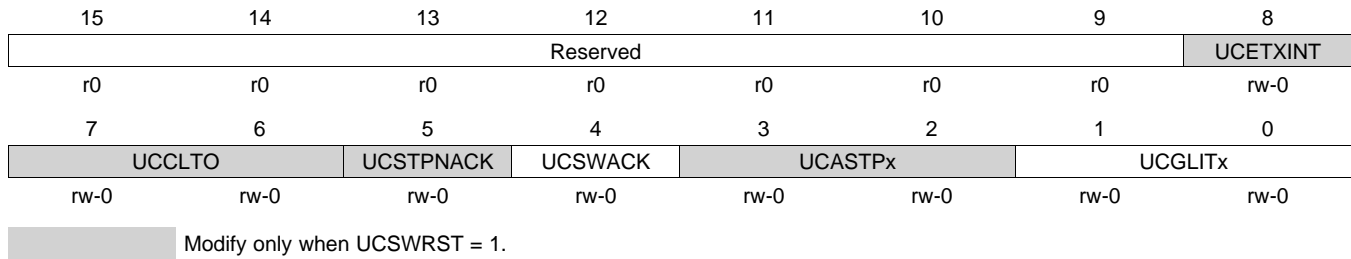 15 14 13 12 11 10 9 8
Reserved UCETXINT
r0 r0 r0 r0 r0 r0 r0 rw-0
7 6 5 4 3 2 1 0
UCCLTO UCSTPNACK UCSWACK UCASTPx UCGLITx
rw-0 rw-0 rw-0 rw-0 rw-0 rw-0 rw-0 rw-0
Modify only when UCSWRST = 1.